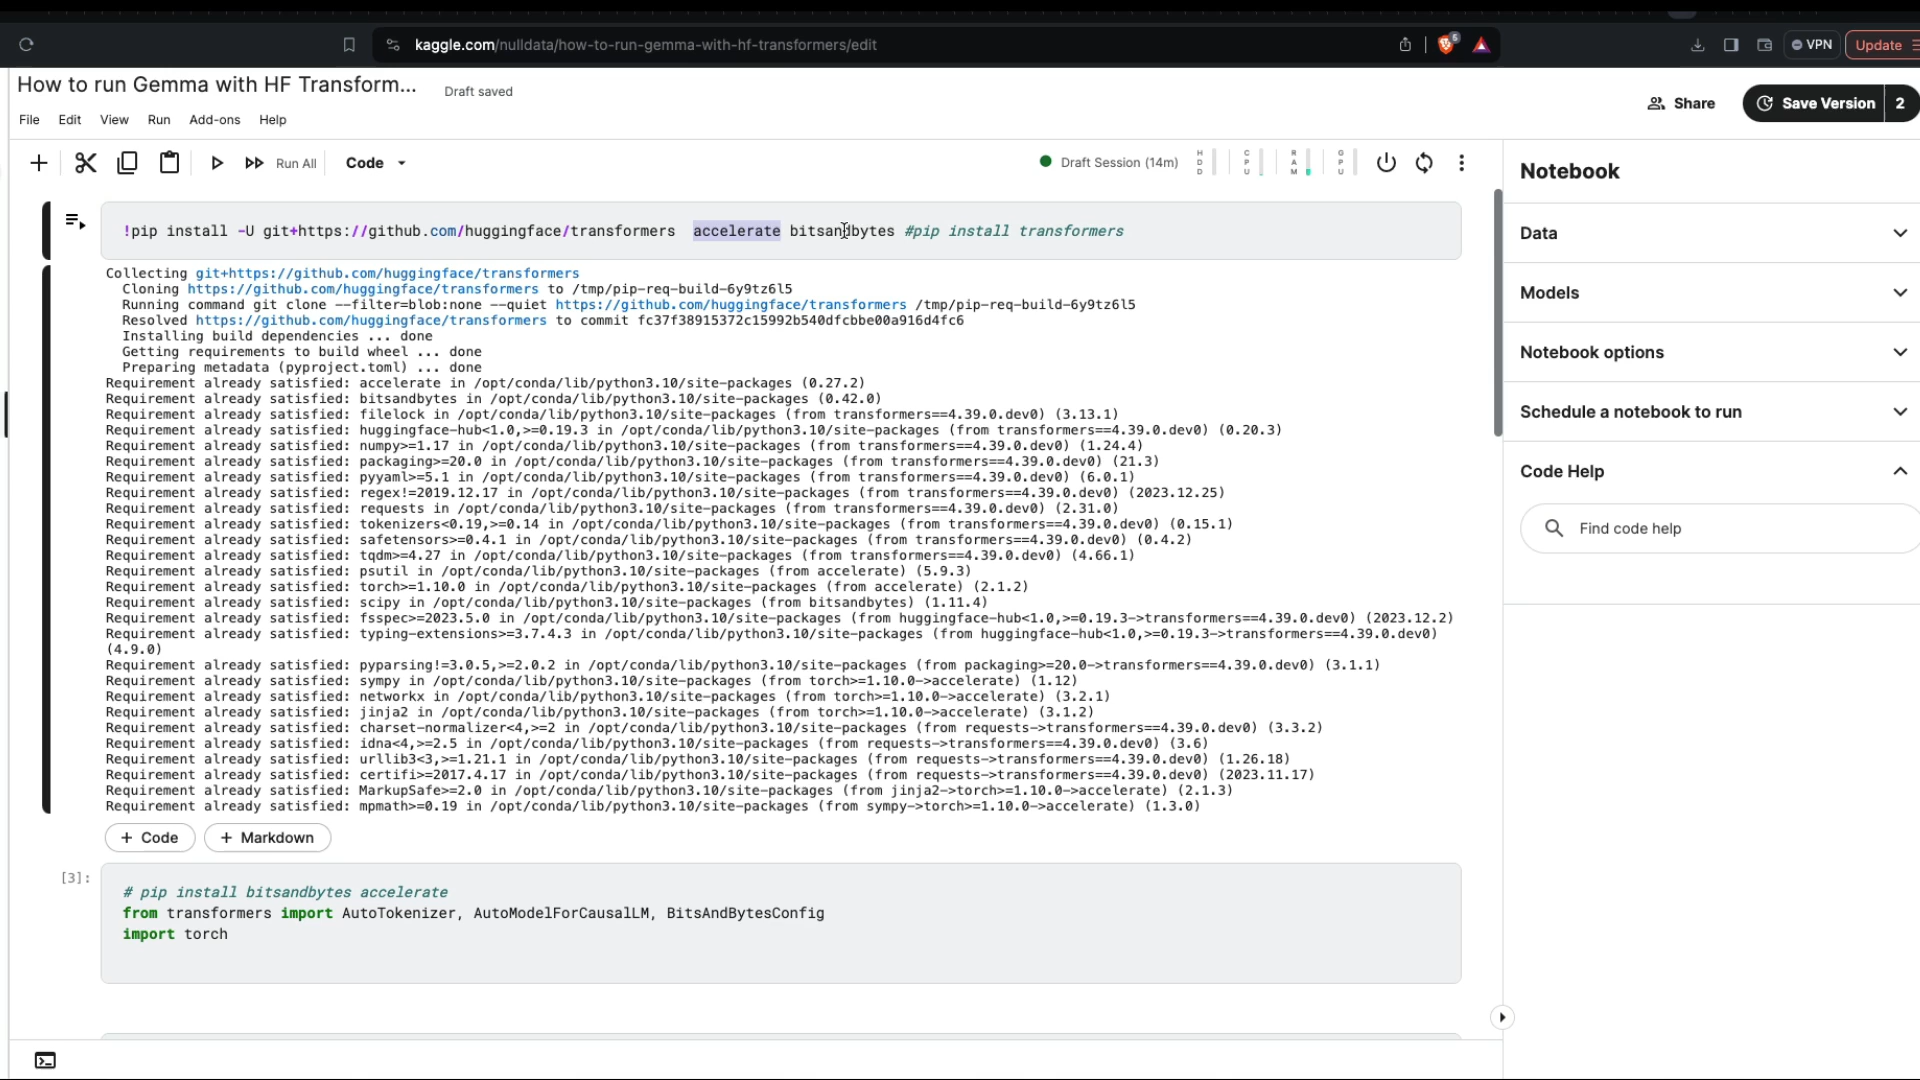 kaggle.com/nulldata/how-to-run-gemma-with-hf-transformers/edit
6
VPN
Update
How to run Gemma with HF Transform...
Draft saved
Share
Save Version
2
File Edit View Run Add-ons Help
Run All
Code
Draft Session (14m)
HDD
CPU
RAM
GPU
Notebook
!pip install -U git+https://github.com/huggingface/transformers accelerate bitsandbytes #pip install transformers
Data
Models
Notebook options
Schedule a notebook to run
Code Help
Find code help
Collecting git+https://github.com/huggingface/transformers
Cloning https://github.com/huggingface/transformers to /tmp/pip-req-build-6y9tz6l5
Running command git clone --filter=blob:none --quiet https://github.com/huggingface/transformers /tmp/pip-req-build-6y9tz6l5
Resolved https://github.com/huggingface/transformers to commit fc37f38915372c15992b540dfcbbe00a916d4fc6
Installing build dependencies ... done
Getting requirements to build wheel ... done
Preparing metadata (pyproject.toml) ... done
Requirement already satisfied: accelerate in /opt/conda/lib/python3.10/site-packages (0.27.2)
Requirement already satisfied: bitsandbytes in /opt/conda/lib/python3.10/site-packages (0.42.0)
Requirement already satisfied: filelock in /opt/conda/lib/python3.10/site-packages (from transformers==4.39.0.dev0) (3.13.1)
Requirement already satisfied: huggingface-hub<1.0,>=0.19.3 in /opt/conda/lib/python3.10/site-packages (from transformers==4.39.0.dev0) (0.20.3)
Requirement already satisfied: numpy>=1.17 in /opt/conda/lib/python3.10/site-packages (from transformers==4.39.0.dev0) (1.24.4)
Requirement already satisfied: packaging>=20.0 in /opt/conda/lib/python3.10/site-packages (from transformers==4.39.0.dev0) (21.3)
Requirement already satisfied: pyyaml>=5.1 in /opt/conda/lib/python3.10/site-packages (from transformers==4.39.0.dev0) (6.0.1)
Requirement already satisfied: regex!=2019.12.17 in /opt/conda/lib/python3.10/site-packages (from transformers==4.39.0.dev0) (2023.12.25)
Requirement already satisfied: requests in /opt/conda/lib/python3.10/site-packages (from transformers==4.39.0.dev0) (2.31.0)
Requirement already satisfied: tokenizers<0.19,>=0.14 in /opt/conda/lib/python3.10/site-packages (from transformers==4.39.0.dev0) (0.15.1)
Requirement already satisfied: safetensors>=0.4.1 in /opt/conda/lib/python3.10/site-packages (from transformers==4.39.0.dev0) (0.4.2)
Requirement already satisfied: tqdm>=4.27 in /opt/conda/lib/python3.10/site-packages (from transformers==4.39.0.dev0) (4.66.1)
Requirement already satisfied: psutil in /opt/conda/lib/python3.10/site-packages (from accelerate) (5.9.3)
Requirement already satisfied: torch>=1.10.0 in /opt/conda/lib/python3.10/site-packages (from accelerate) (2.1.2)
Requirement already satisfied: scipy in /opt/conda/lib/python3.10/site-packages (from bitsandbytes) (1.11.4)
Requirement already satisfied: fsspec>=2023.5.0 in /opt/conda/lib/python3.10/site-packages (from huggingface-hub<1.0,>=0.19.3->transformers==4.39.0.dev0) (2023.12.2)
Requirement already satisfied: typing-extensions>=3.7.4.3 in /opt/conda/lib/python3.10/site-packages (from huggingface-hub<1.0,>=0.19.3->transformers==4.39.0.dev0)
(4.9.0)
Requirement already satisfied: pyparsing!=3.0.5,>=2.0.2 in /opt/conda/lib/python3.10/site-packages (from packaging>=20.0->transformers==4.39.0.dev0) (3.1.1)
Requirement already satisfied: sympy in /opt/conda/lib/python3.10/site-packages (from torch>=1.10.0->accelerate) (1.12)
Requirement already satisfied: networkx in /opt/conda/lib/python3.10/site-packages (from torch>=1.10.0->accelerate) (3.2.1)
Requirement already satisfied: jinja2 in /opt/conda/lib/python3.10/site-packages (from torch>=1.10.0->accelerate) (3.1.2)
Requirement already satisfied: charset-normalizer<4,>=2 in /opt/conda/lib/python3.10/site-packages (from requests->transformers==4.39.0.dev0) (3.3.2)
Requirement already satisfied: idna<4,>=2.5 in /opt/conda/lib/python3.10/site-packages (from requests->transformers==4.39.0.dev0) (3.6)
Requirement already satisfied: urllib3<3,>=1.21.1 in /opt/conda/lib/python3.10/site-packages (from requests->transformers==4.39.0.dev0) (1.26.18)
Requirement already satisfied: certifi>=2017.4.17 in /opt/conda/lib/python3.10/site-packages (from requests->transformers==4.39.0.dev0) (2023.11.17)
Requirement already satisfied: MarkupSafe>=2.0 in /opt/conda/lib/python3.10/site-packages (from jinja2->torch>=1.10.0->accelerate) (2.1.3)
Requirement already satisfied: mpmath>=0.19 in /opt/conda/lib/python3.10/site-packages (from sympy->torch>=1.10.0->accelerate) (1.3.0)
+ Code
+ Markdown
[3]:
# pip install bitsandbytes accelerate
from transformers import AutoTokenizer, AutoModelForCausalLM, BitsAndBytesConfig
import torch